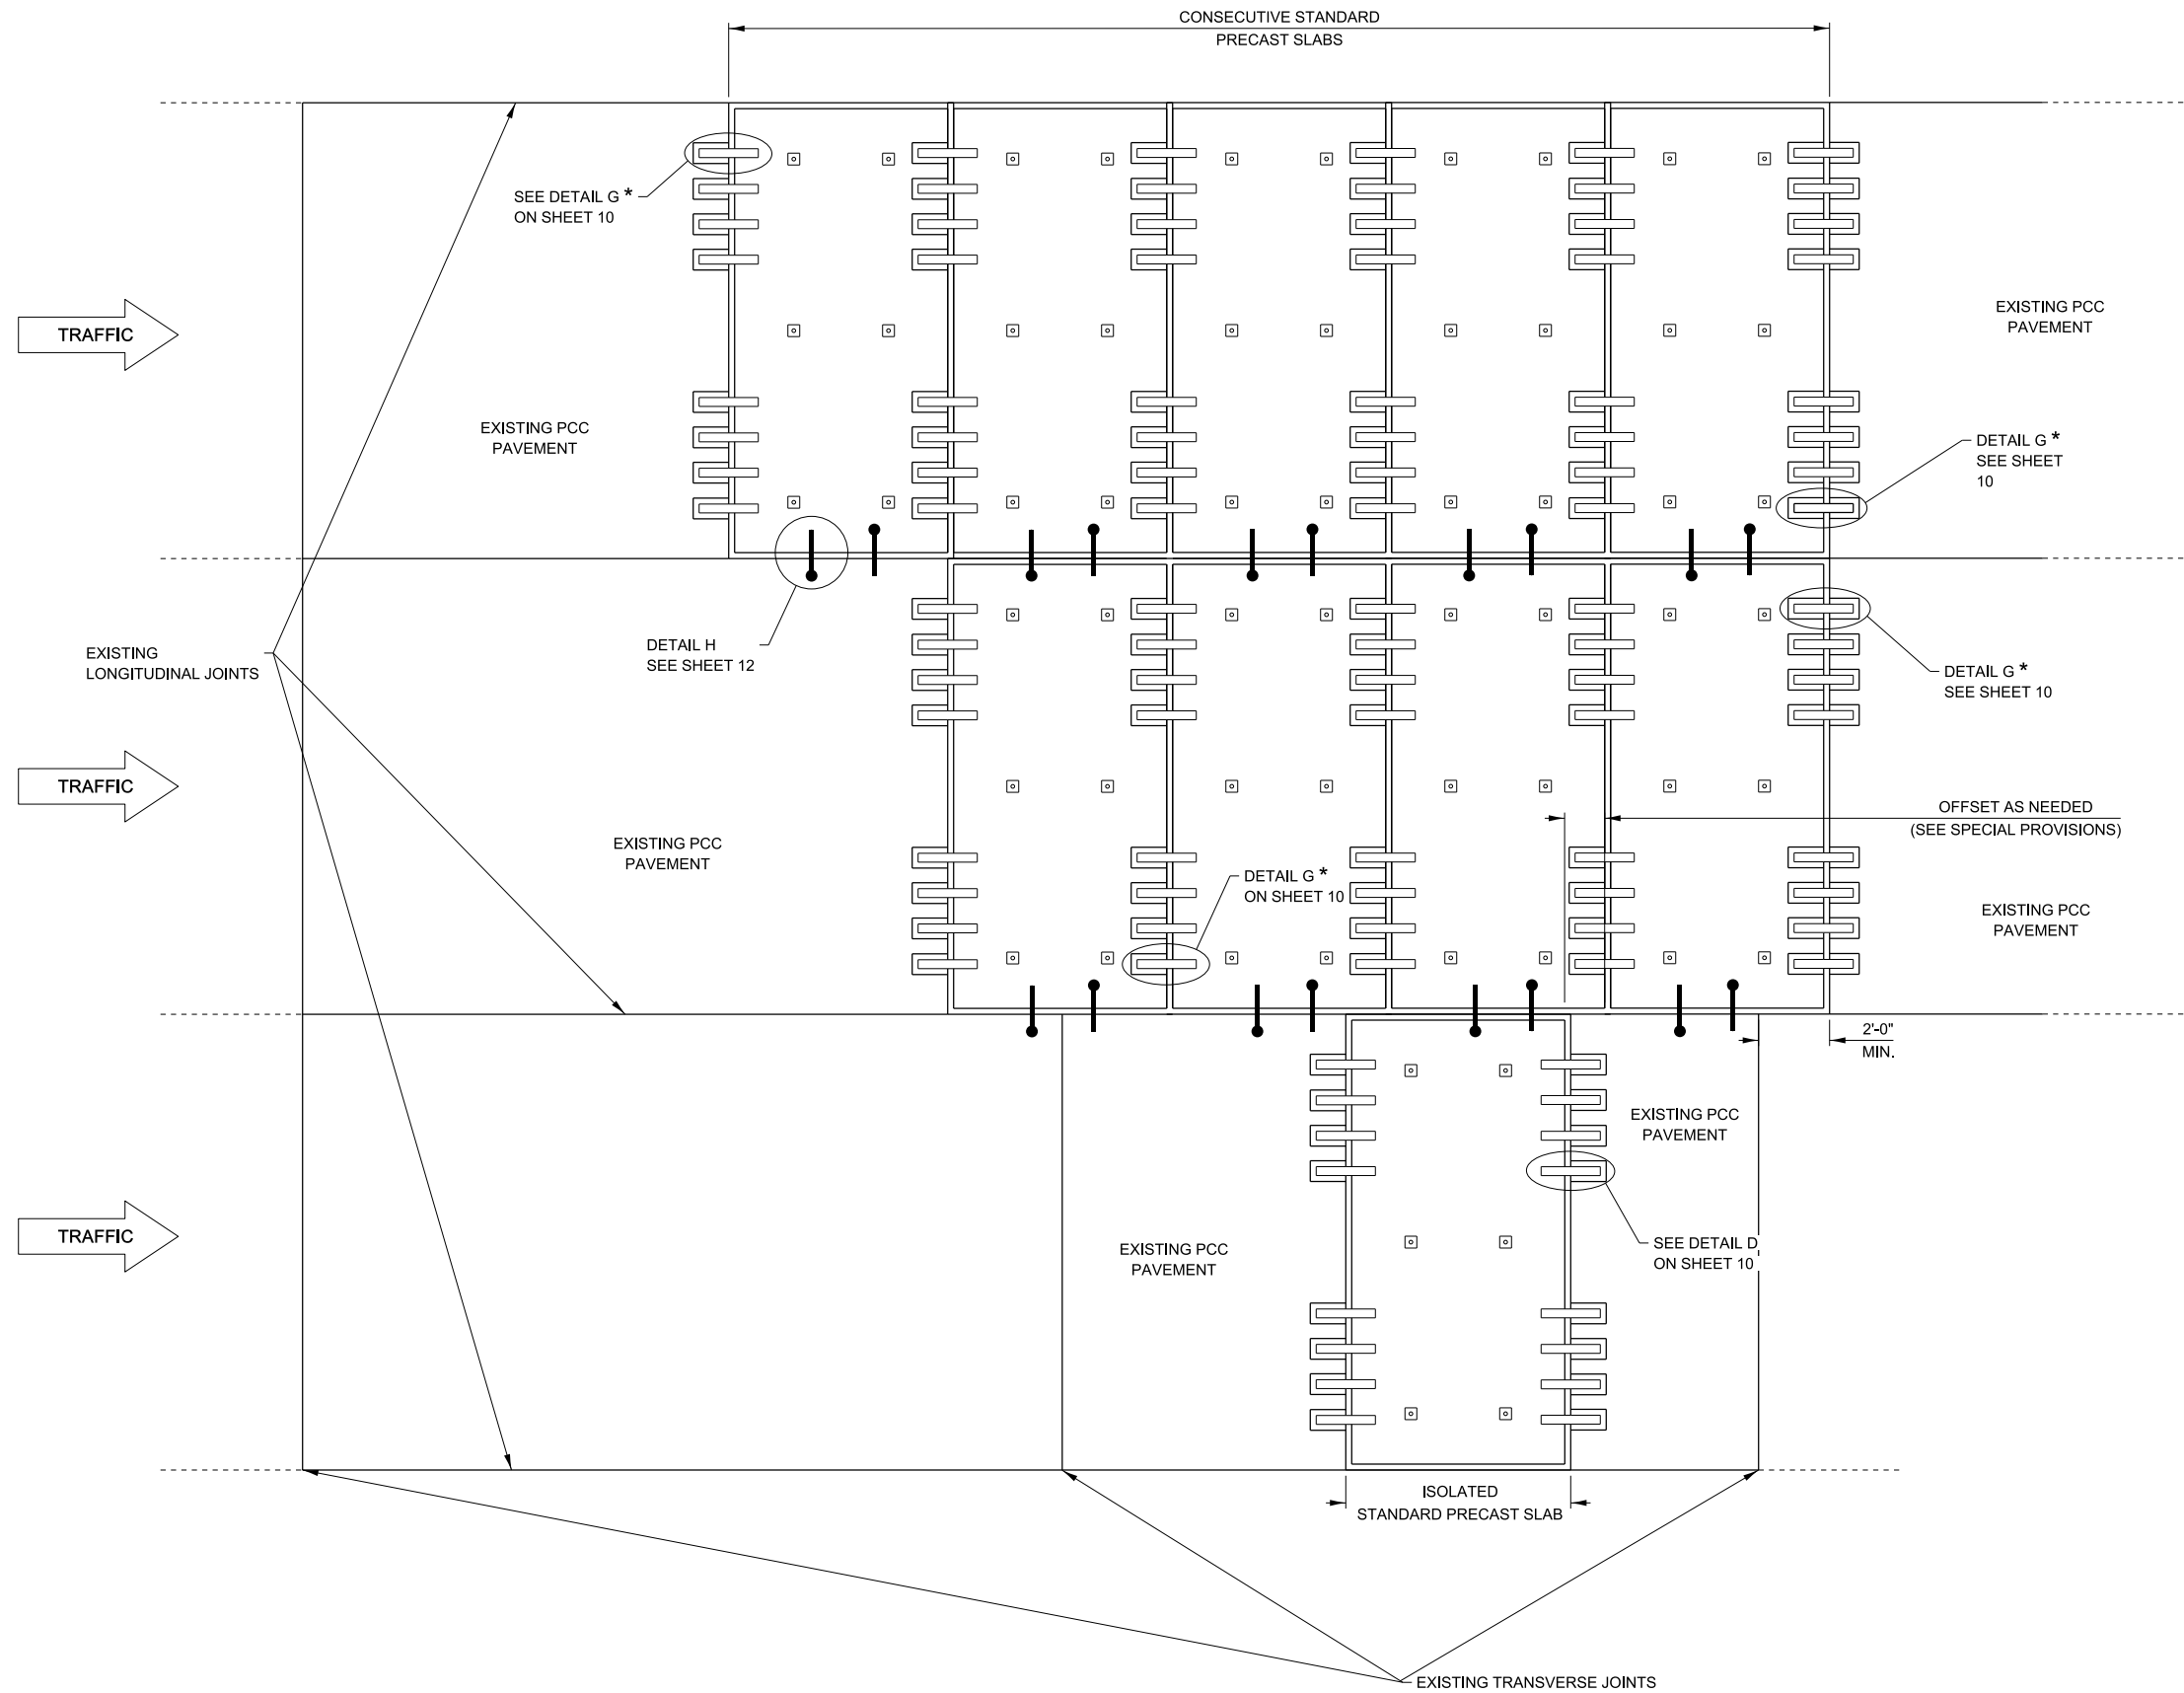 CONSECUTIVE STANDARD
PRECAST SLABS
SEE DETAIL G *
ON SHEET 10
TRAFFIC
EXISTING PCC
PAVEMENT
EXISTING PCC
PAVEMENT
DETAIL G *
SEE SHEET
10
EXISTING
LONGITUDINAL JOINTS
DETAIL H
SEE SHEET 12
DETAIL G *
SEE SHEET 10
TRAFFIC
OFFSET AS NEEDED
(SEE SPECIAL PROVISIONS)
EXISTING PCC
PAVEMENT
DETAIL G *
ON SHEET 10
EXISTING PCC
PAVEMENT
2'-0"
MIN.
EXISTING PCC
PAVEMENT
TRAFFIC
EXISTING PCC
PAVEMENT
SEE DETAIL D
ON SHEET 10
ISOLATED
STANDARD PRECAST SLAB
EXISTING TRANSVERSE JOINTS